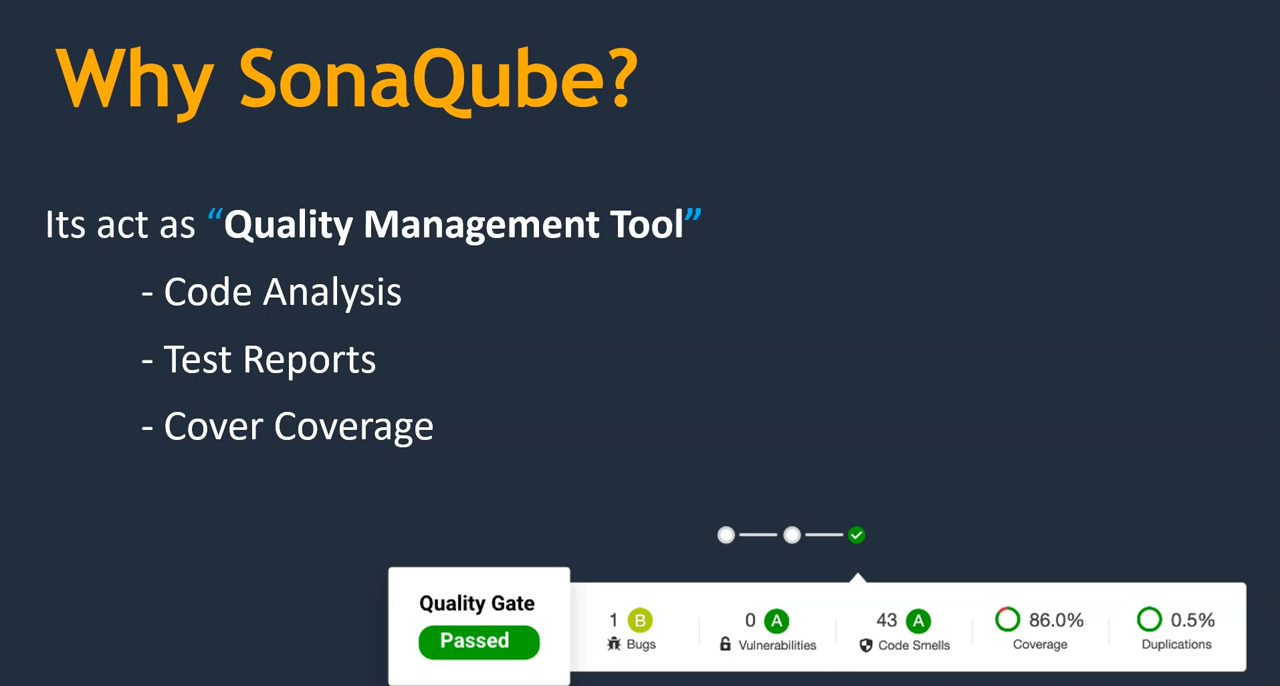 Why SonaQube?
Its act as “Quality Management Tool”
- Code Analysis
- Test Reports
- Cover Coverage
Quality Gate
Passed
1 B
Bugs
0 A
Vulnerabilities
43 A
Code Smells
86.0%
Coverage
0.5%
Duplications